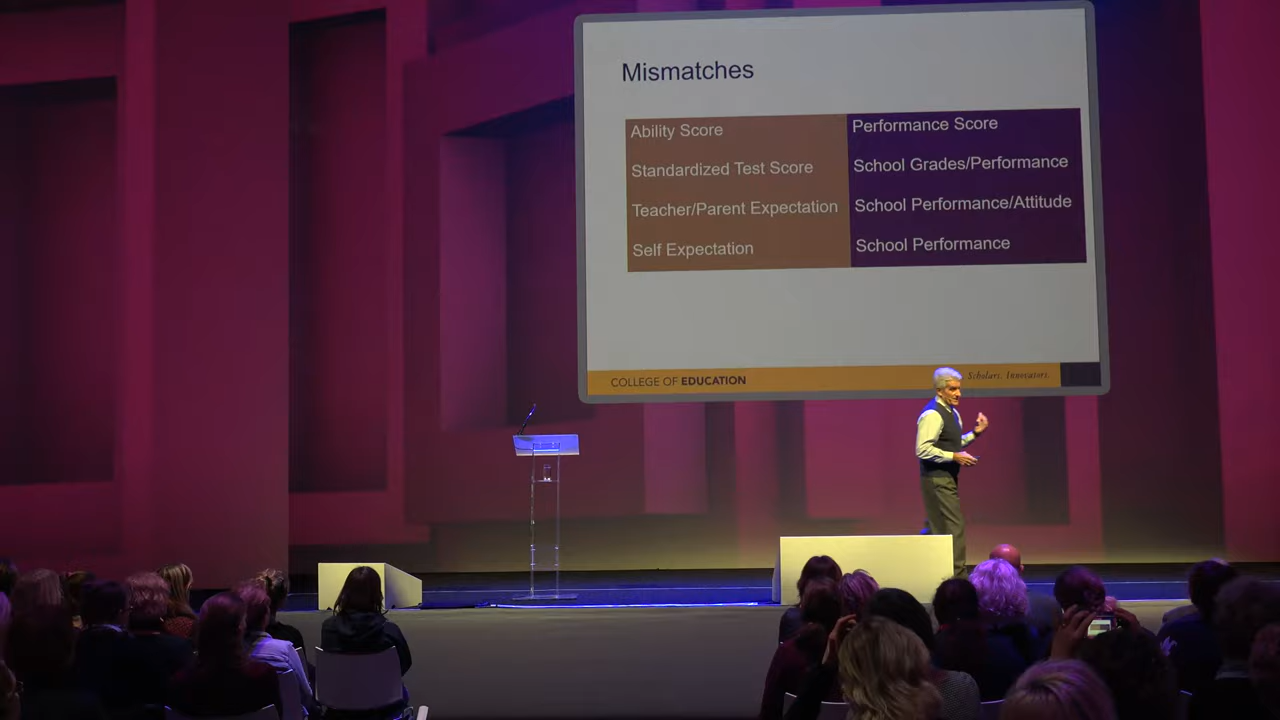 Mismatches
Ability Score
Performance Score
Standardized Test Score
School Grades/Performance
Teacher/Parent Expectation
School Performance/Attitude
Self Expectation
School Performance
COLLEGE OF EDUCATION
Scholars. Innovators.